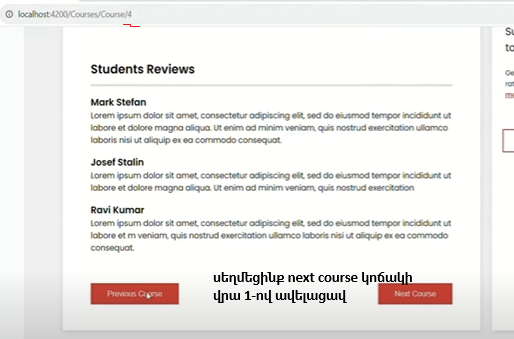 localhost:4200/Courses/Course/4
Students Reviews
Mark Stefan
Lorem ipsum dolor sit amet, consectetur adipiscing elit, sed do eiusmod tempor incididunt ut
labore et dolore magna aliqua. Ut enim ad minim veniam, quis nostrud exercitation ullamco
laboris nisi ut aliquip ex ea commodo consequat.
Josef Stalin
Lorem ipsum dolor sit amet, consectetur adipiscing elit, sed do eiusmod tempor incididunt ut
labore et dolore magna aliqua. Ut enim ad minim veniam, quis nostrud exercitation
Ravi Kumar
Lorem ipsum dolor sit amet, consectetur adipiscing elit, sed do eiusmod tempor incididunt ut
labore et m veniam, quis nostrud exercitation ullamco laboris nisi ut aliquip ex ea commodo
consequat.
սեղմեցինք next course կոճակի
վրա 1-ով ավելացավ
Previous Course
Next Course